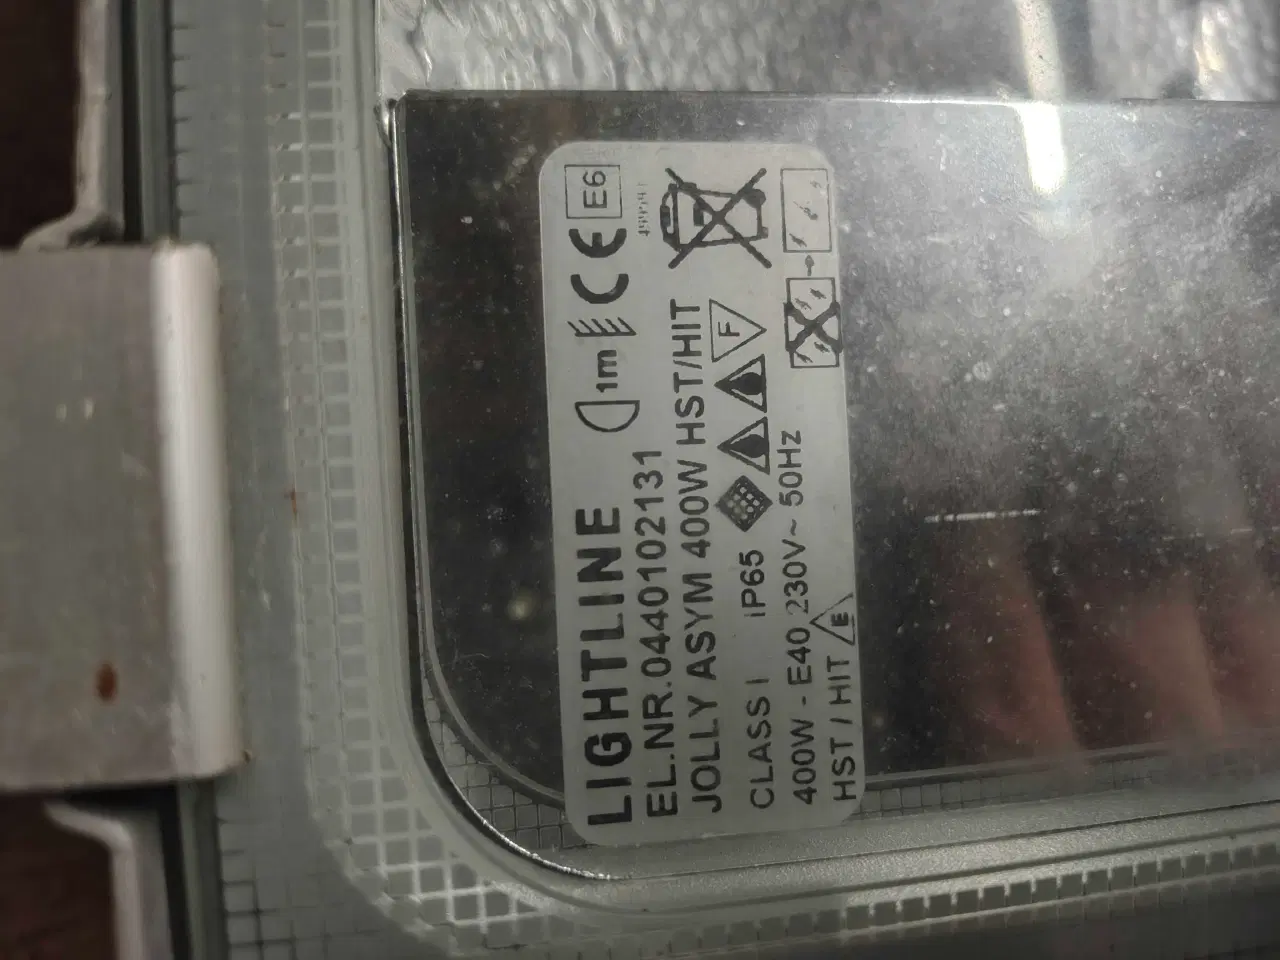 LIGHTLINE
EL.NR.0440102131
JOLLY ASYM 400W HST/HIT
CLASS I IP65
400W - E40 230V~ 50Hz
HST / HIT E
1m
CE
E6
F